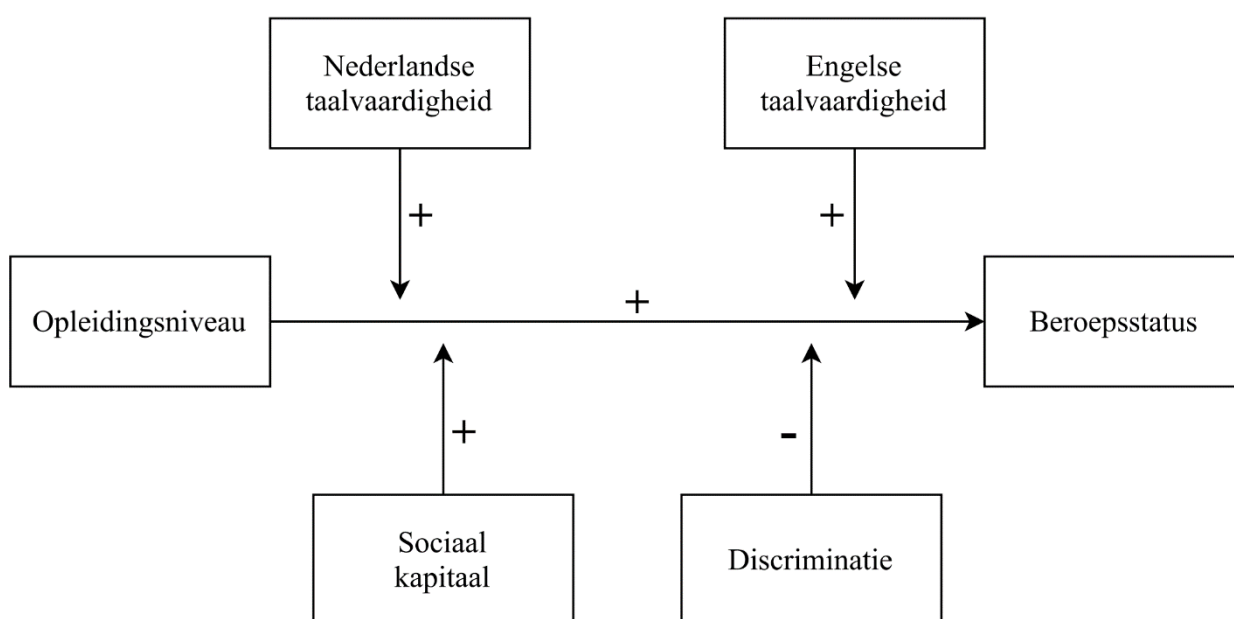 Nederlandse
taalvaardigheid
Engelse
taalvaardigheid
+
+
Opleidingsniveau
+
Beroepsstatus
+
-
Sociaal
kapitaal
Discriminatie